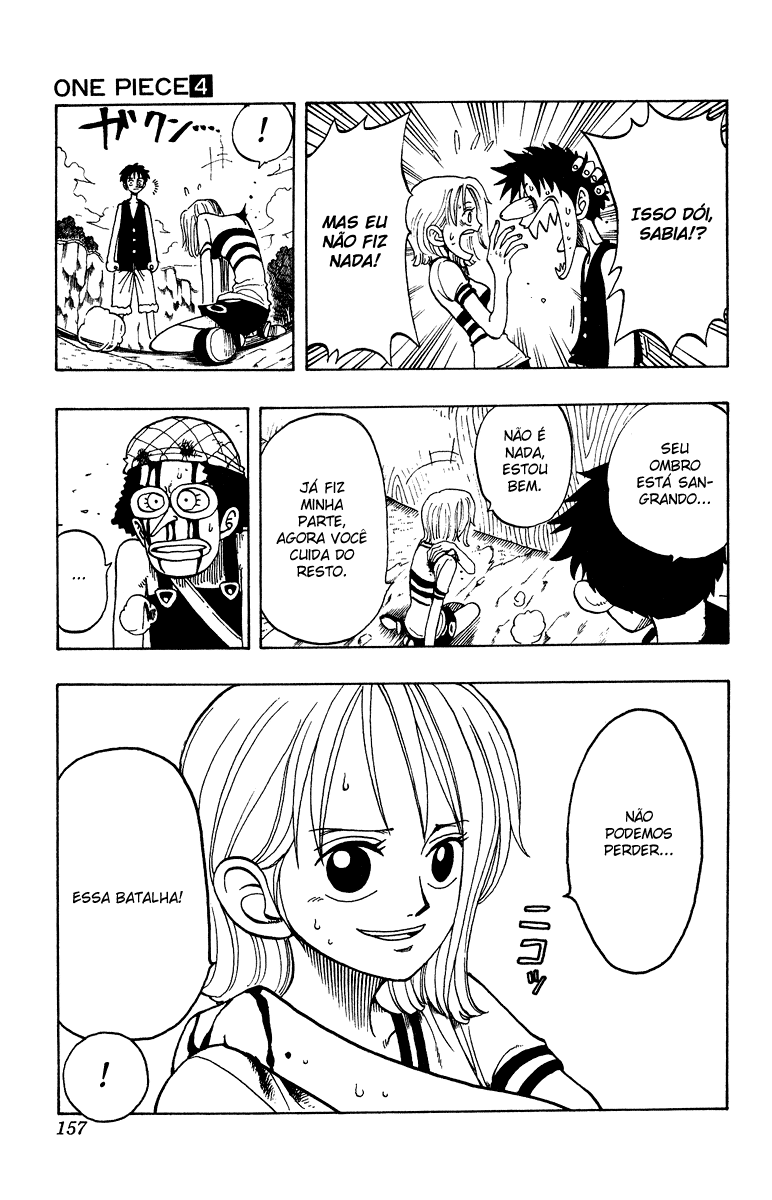 ONE PIECE 4
ISSO DÓI,
SABIA!?
MAS EU
NÃO FIZ
NADA!
!
ガクン…
SEU
OMBRO
ESTÁ SAN-
GRANDO...
NÃO É
NADA,
ESTOU
BEM.
JÁ FIZ
MINHA
PARTE,
AGORA VOCÊ
CUIDA DO
RESTO.
...
NÃO
PODEMOS
PERDER...
ニコッ
ESSA BATALHA!
!
157